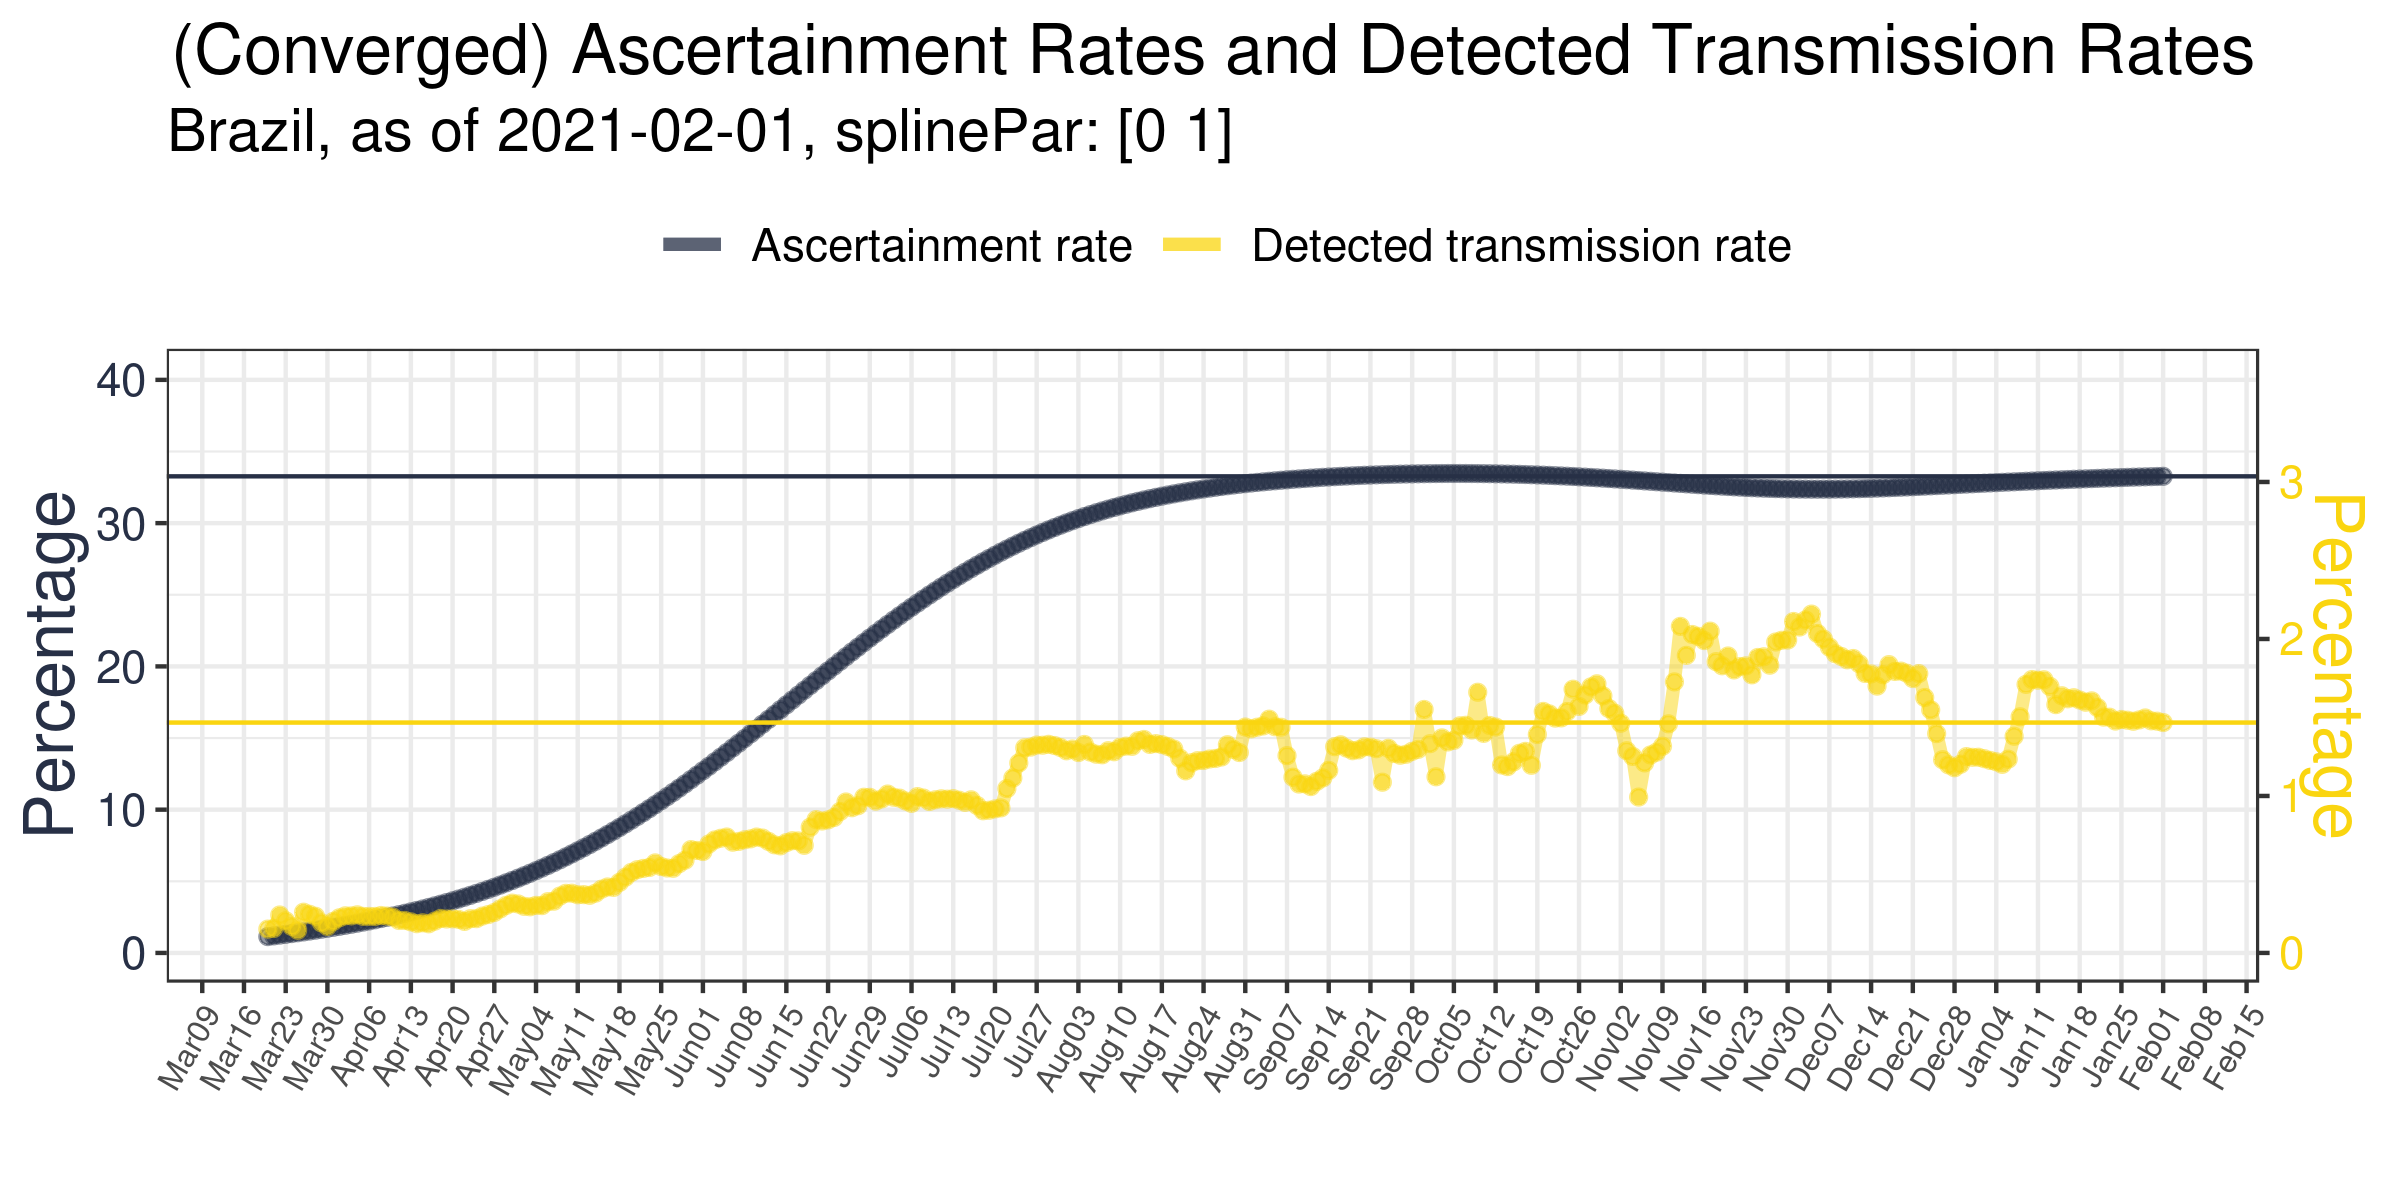 (Converged) Ascertainment Rates and Detected Transmission Rates
Brazil, as of 2021-02-01, splinePar: [0 1]
Ascertainment rate Detected transmission rate
Percentage
40
30
20
10
0
3
2
1
0
Percentage
Mar09 Mar16 Mar23 Mar30 Apr06 Apr13 Apr20 Apr27 May04 May11 May18 May25 Jun01 Jun08 Jun15 Jun22 Jun29 Jul06 Jul13 Jul20 Jul27 Aug03 Aug10 Aug17 Aug24 Aug31 Sep07 Sep14 Sep21 Sep28 Oct05 Oct12 Oct19 Oct26 Nov02 Nov09 Nov16 Nov23 Nov30 Dec07 Dec14 Dec21 Dec28 Jan04 Jan11 Jan18 Jan25 Feb01 Feb08 Feb15